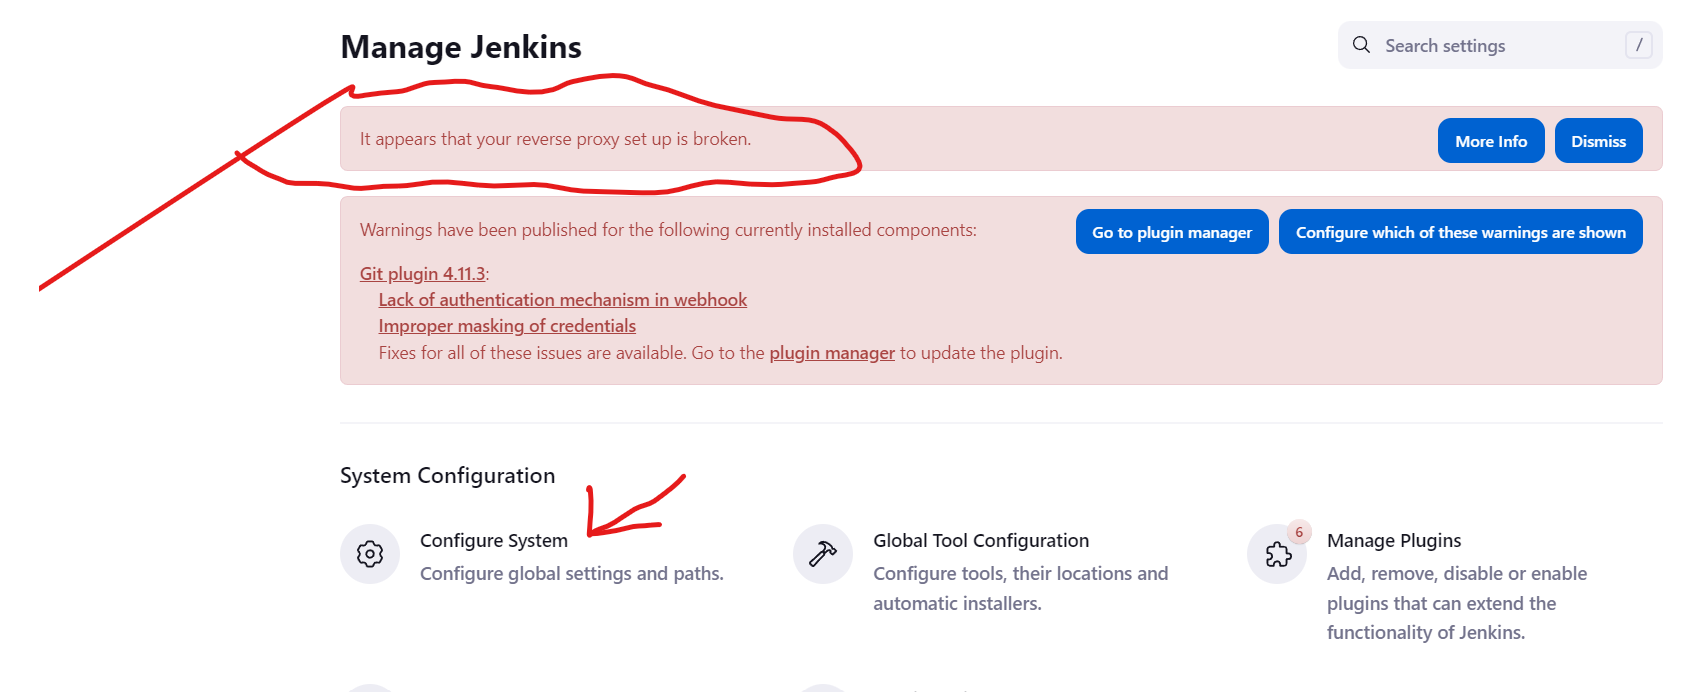 Manage Jenkins
Search settings
/
It appears that your reverse proxy set up is broken.
More Info
Dismiss
Warnings have been published for the following currently installed components:
Go to plugin manager
Configure which of these warnings are shown
Git plugin 4.11.3:
Lack of authentication mechanism in webhook
Improper masking of credentials
Fixes for all of these issues are available. Go to the plugin manager to update the plugin.
System Configuration
Configure System
Configure global settings and paths.
Global Tool Configuration
Configure tools, their locations and
automatic installers.
6
Manage Plugins
Add, remove, disable or enable
plugins that can extend the
functionality of Jenkins.